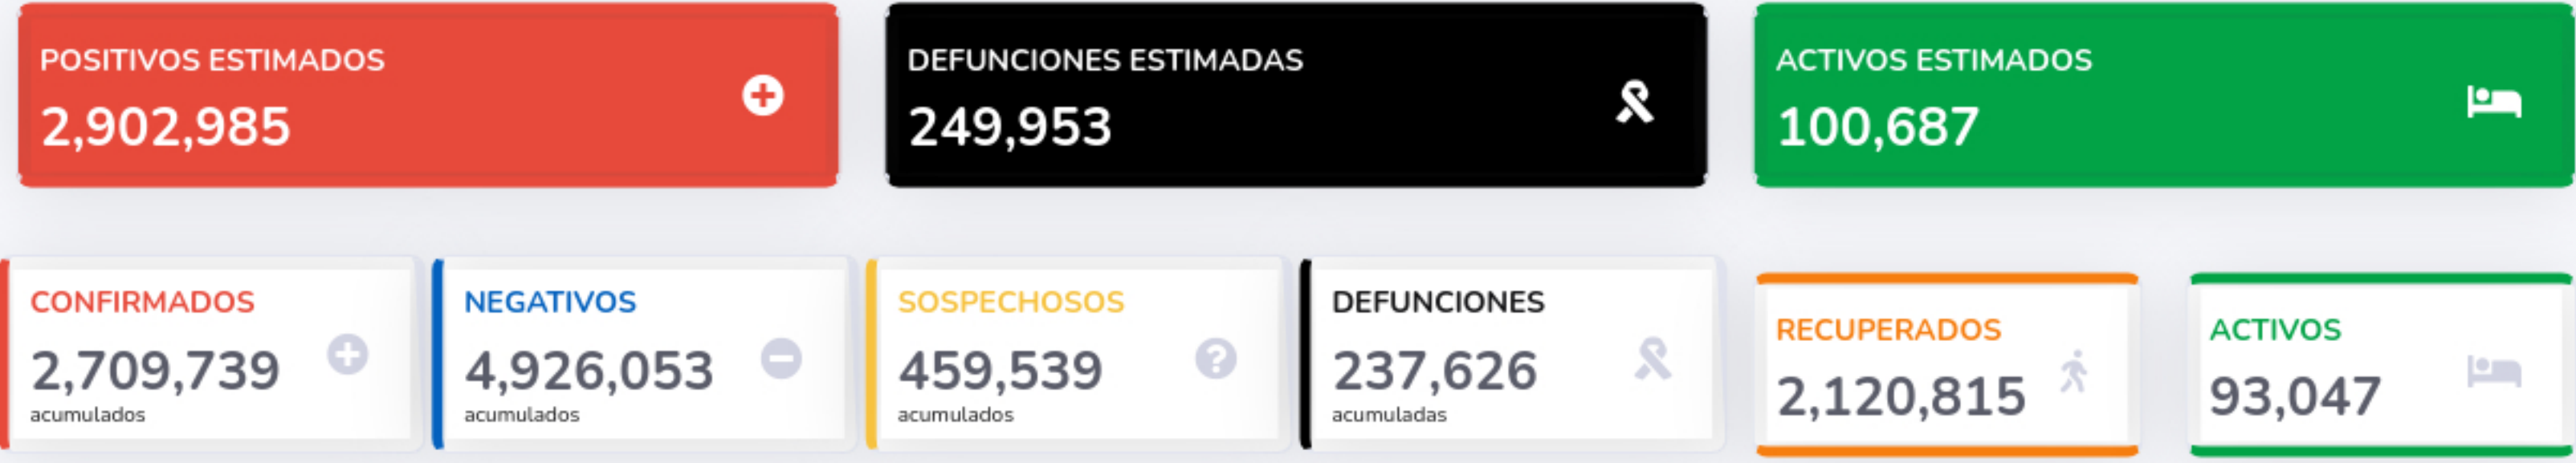 POSITIVOS ESTIMADOS
2,902,985
DEFUNCIONES ESTIMADAS
249,953
ACTIVOS ESTIMADOS
100,687
CONFIRMADOS
2,709,739
acumulados
NEGATIVOS
4,926,053
acumulados
SOSPECHOSOS
459,539
acumulados
DEFUNCIONES
237,626
acumuladas
RECUPERADOS
2,120,815
ACTIVOS
93,047